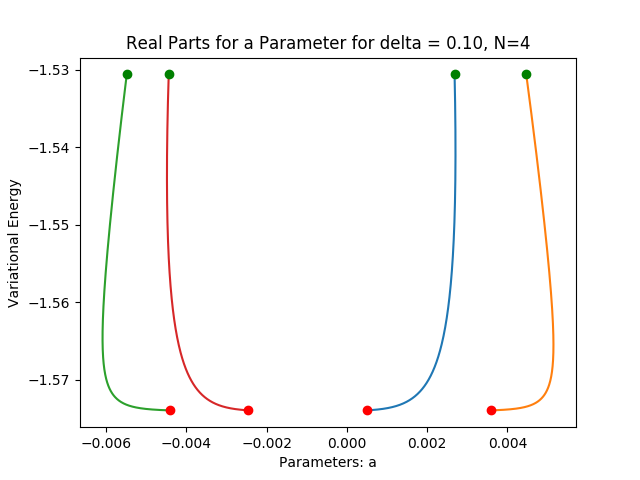 Real Parts for a Parameter for delta = 0.10, N=4
Variational Energy
−1.53
−1.54
−1.55
−1.56
−1.57
−0.006 −0.004 −0.002 0.000 0.002 0.004
Parameters: a